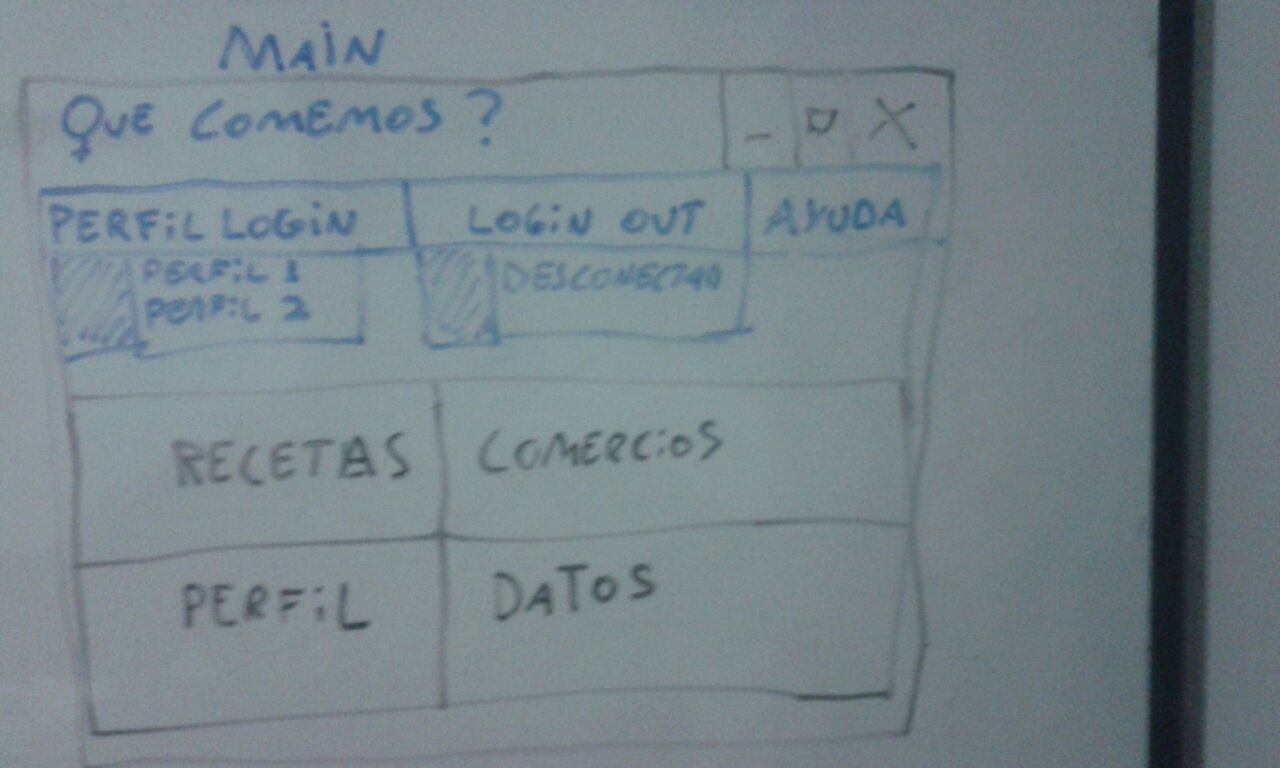 MAIN
QUE COMEMOS ?
PERFIL LOGIN LOGIN OUT AYUDA
PERFIL 1 DESCONECTAR
PERFIL 2
RECETAS COMERCIOS
PERFIL DATOS